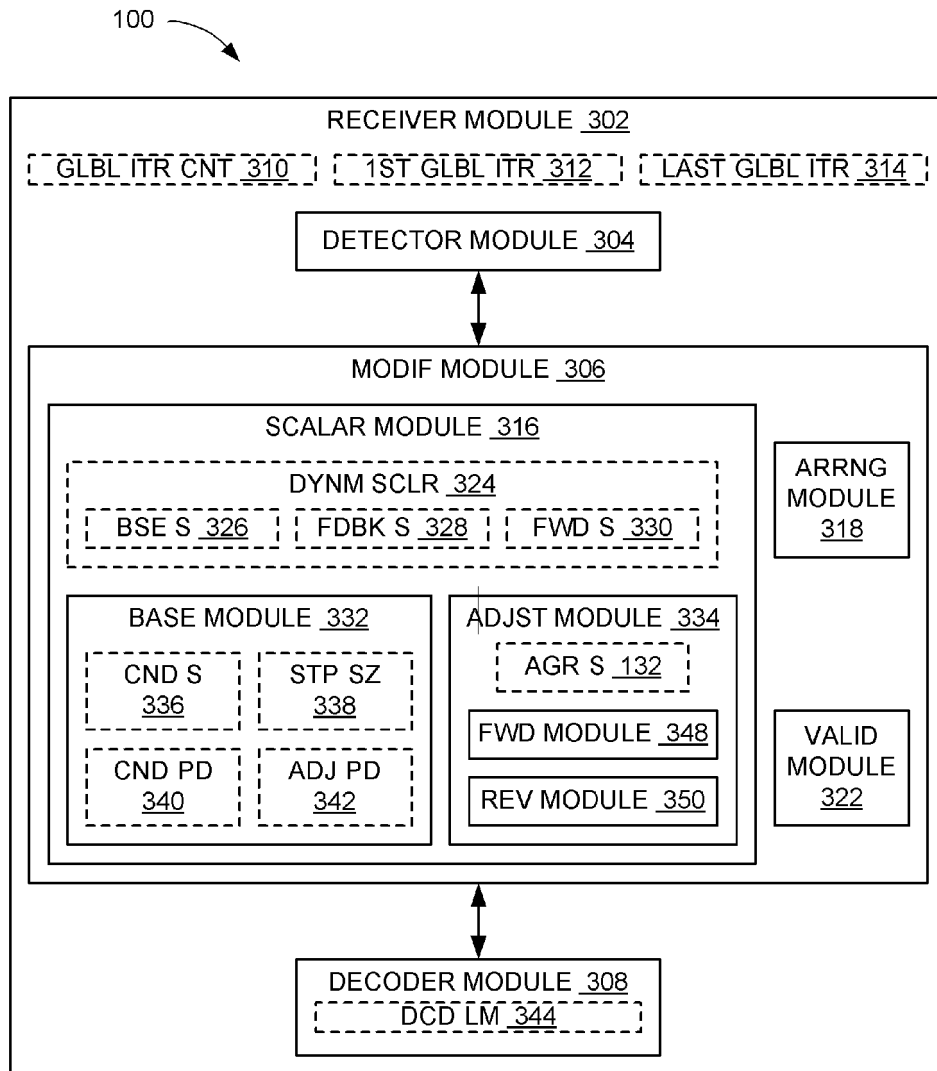 100
RECEIVER MODULE 302
GLBL ITR CNT 310
1ST GLBL ITR 312
LAST GLBL ITR 314
DETECTOR MODULE 304
MODIF MODULE 306
SCALAR MODULE 316
DYNM SCLR 324
BSE S 326
FDBK S 328
FWD S 330
ARRNG
MODULE
318
BASE MODULE 332
CND S
336
STP SZ
338
CND PD
340
ADJ PD
342
ADJST MODULE 334
AGR S 132
FWD MODULE 348
REV MODULE 350
VALID
MODULE
322
DECODER MODULE 308
DCD LM 344